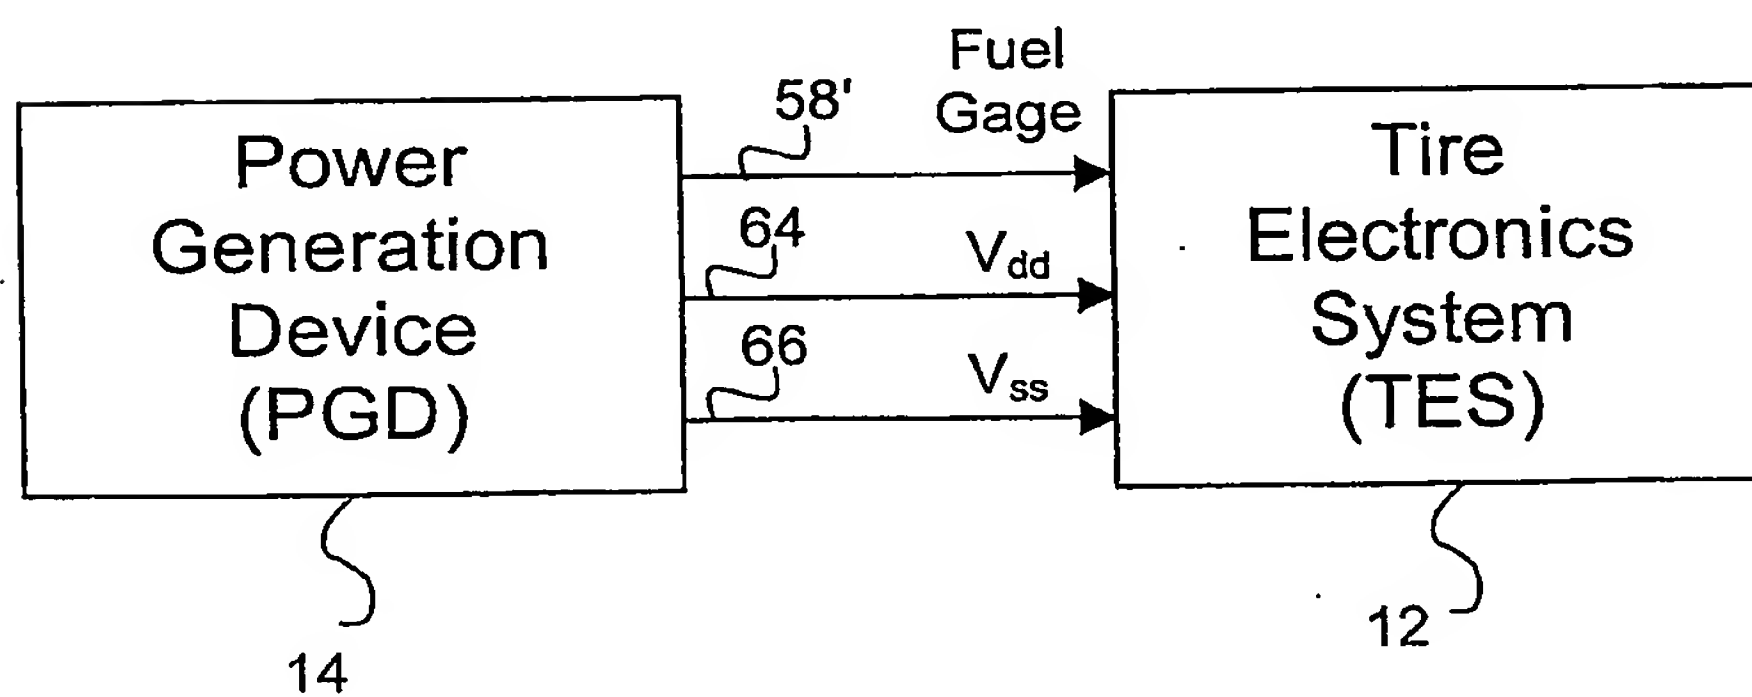 Power
Generation
Device
(PGD)
58'
Fuel
Gage
64
Vdd
66
Vss
Tire
Electronics
System
(TES)
14
12